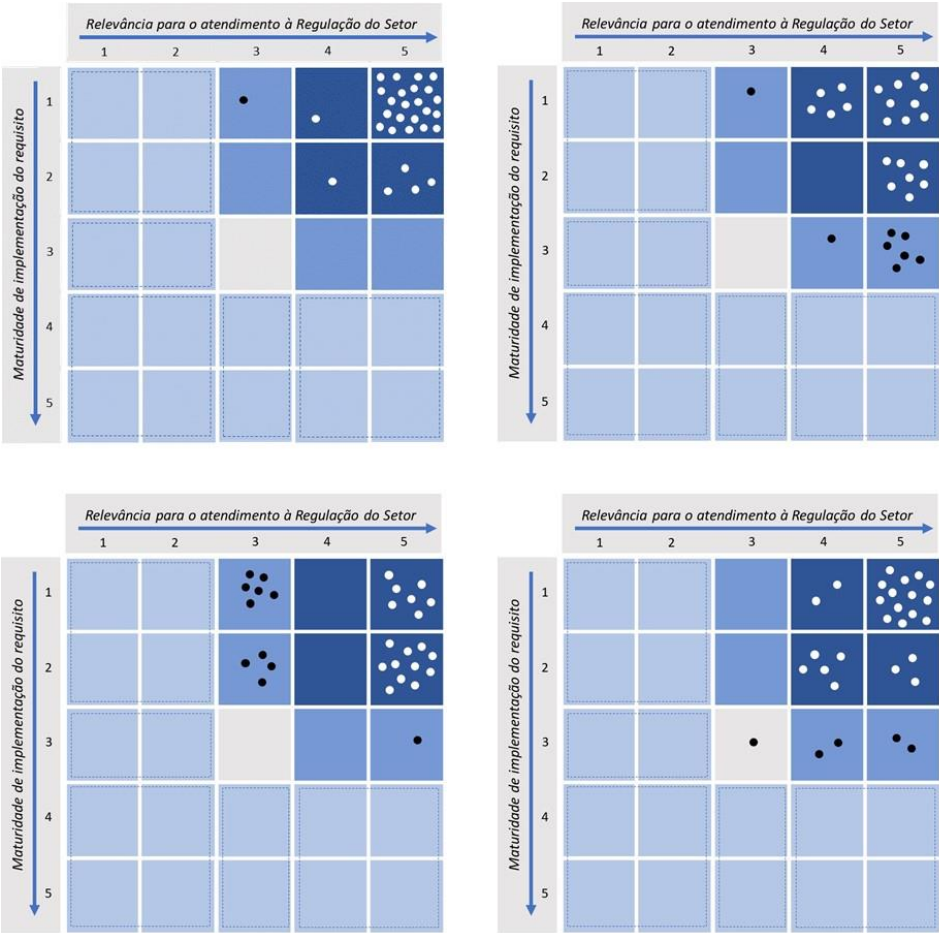 Relevância para o atendimento à Regulação do Setor
1 2 3 4 5
Maturidade de implementação do requisito
1
2
3
4
5
Relevância para o atendimento à Regulação do Setor
1 2 3 4 5
Maturidade de implementação do requisito
1
2
3
4
5
Relevância para o atendimento à Regulação do Setor
1 2 3 4 5
Maturidade de implementação do requisito
1
2
3
4
5
Relevância para o atendimento à Regulação do Setor
1 2 3 4 5
Maturidade de implementação do requisito
1
2
3
4
5